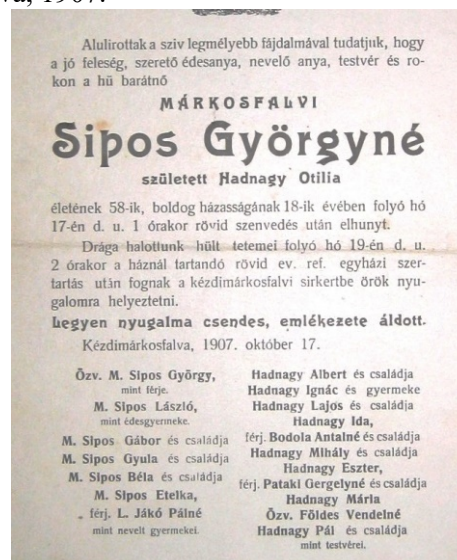 1907.
Alulirottak a sziv legmélyebb fájdalmával tudatjuk, hogy
a jó feleség, szerető édesanya, nevelő anya, testvér és ro-
kon a hü barátnő
MÁRKOSFALVI
Sipos Györgyné
született Hadnagy Otilia
életének 58-ik, boldog házasságának 18-ik évében folyó hó
17-én d. u. 1 órakor rövid szenvedés után elhunyt.
Drága halottunk hült tetemei folyó hó 19-én d. u.
2 órakor a háznál tartandó rövid ev. ref. egyházi szer-
tartás után fognak a kézdimárkosfalvi sirkertbe örök nyu-
galomra helyeztetni.
Legyen nyugalma csendes, emlékezete áldott.
Kézdimárkosfalva, 1907. október 17.
Özv. M. Sipos György,
mint férje.
M. Sipos László,
mint édesgyermeke.
M. Sipos Gábor és családja
M. Sipos Gyula és családja
M. Sipos Béla és családja
M. Sipos Etelka,
férj. L. Jákó Pálné
mint nevelt gyermekei.
Hadnagy Albert és családja
Hadnagy Ignác és gyermeke
Hadnagy Lajos és családja
Hadnagy Ida,
férj. Bodola Antalné és családja
Hadnagy Mihály és családja
Hadnagy Eszter,
férj. Pataki Gergelyné és családja
Hadnagy Mária
Özv. Földes Vendelné
Hadnagy Pál és családja
mint testvérei.